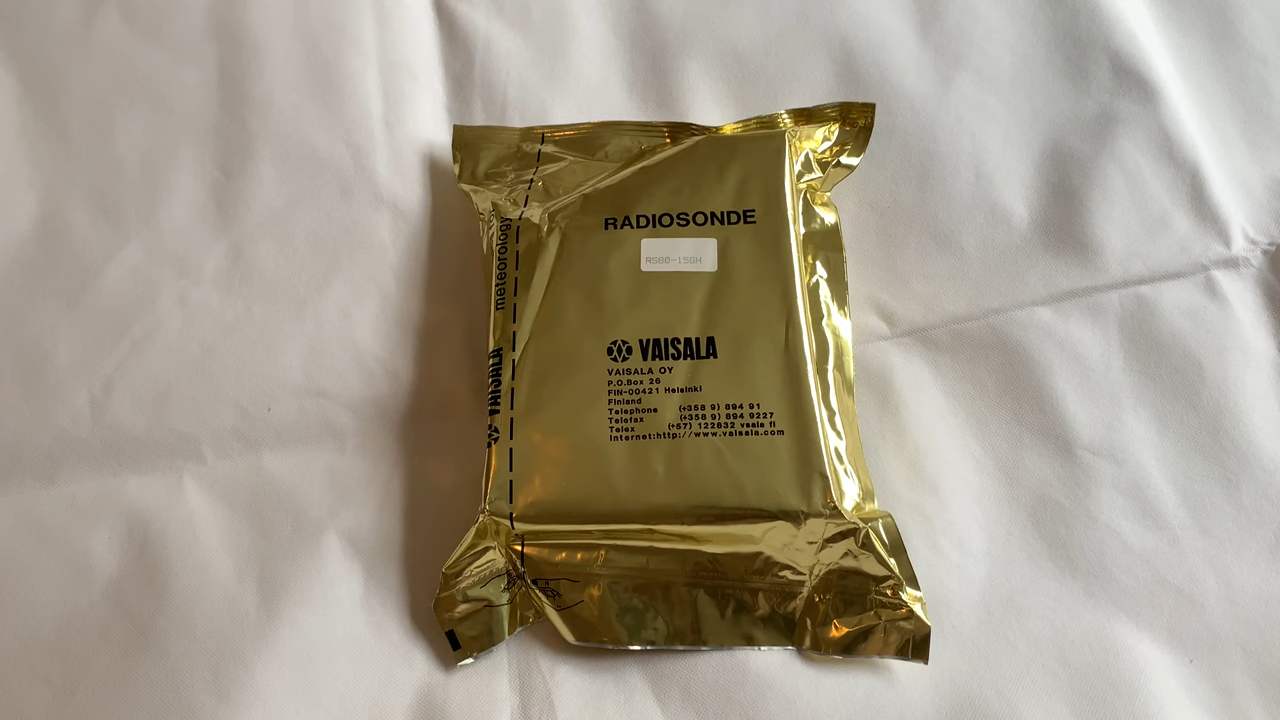 RADIOSONDE
RS80-15GH
VAISALA
VAISALA OY
P.O.Box 26
FIN-00421 Helsinki
Finland
Telephone (+358 9) 894 91
Telefax (+358 9) 894 9227
Telex (+57) 122832 vsala fi
Internet:http://www.vaisala.com
VAISALA
meteorology